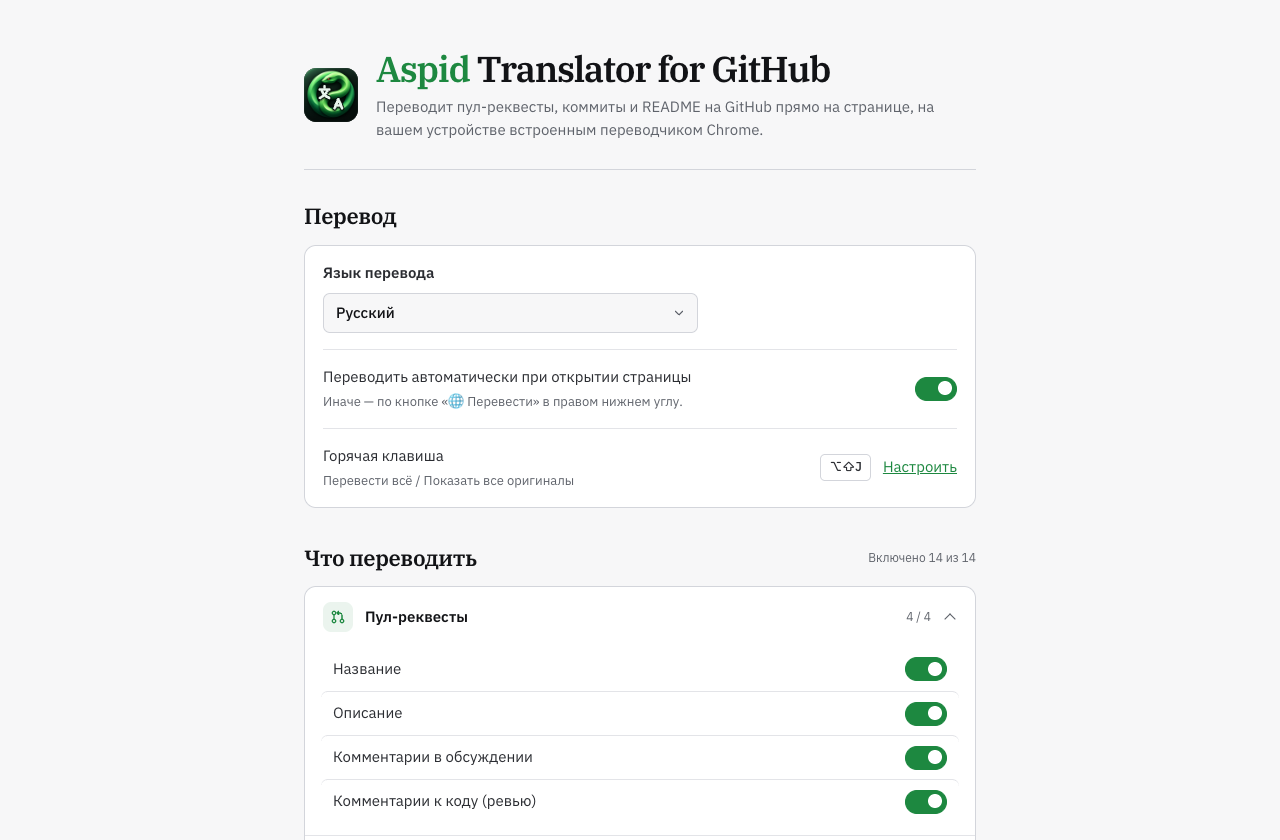 文
A
Aspid Translator for GitHub
Переводит пул-реквесты, коммиты и README на GitHub прямо на странице, на
вашем устройстве встроенным переводчиком Chrome.
Перевод
Язык перевода
Русский
Переводить автоматически при открытии страницы
Иначе — по кнопке «🌐 Перевести» в правом нижнем углу.
Горячая клавиша
⌥⇧J
Настроить
Перевести всё / Показать все оригиналы
Что переводить
Включено 14 из 14
Пул-реквесты
4 / 4
Название
Описание
Комментарии в обсуждении
Комментарии к коду (ревью)